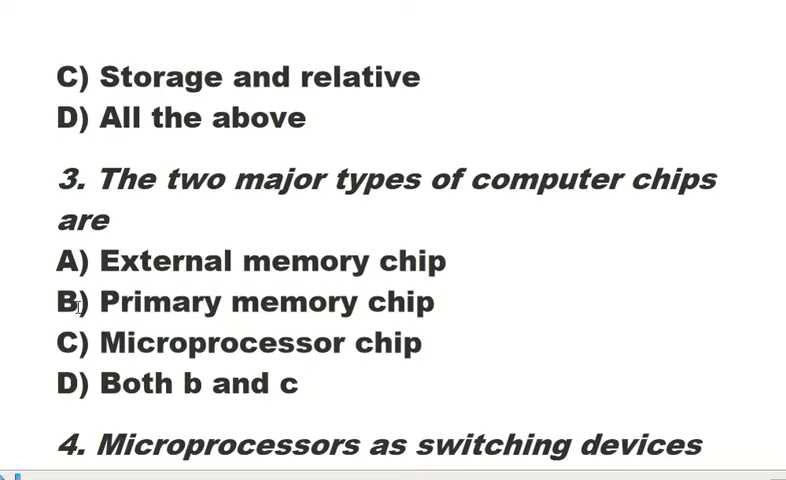 C) Storage and relative
D) All the above
3. The two major types of computer chips
are
A) External memory chip
B) Primary memory chip
C) Microprocessor chip
D) Both b and c
4. Microprocessors as switching devices